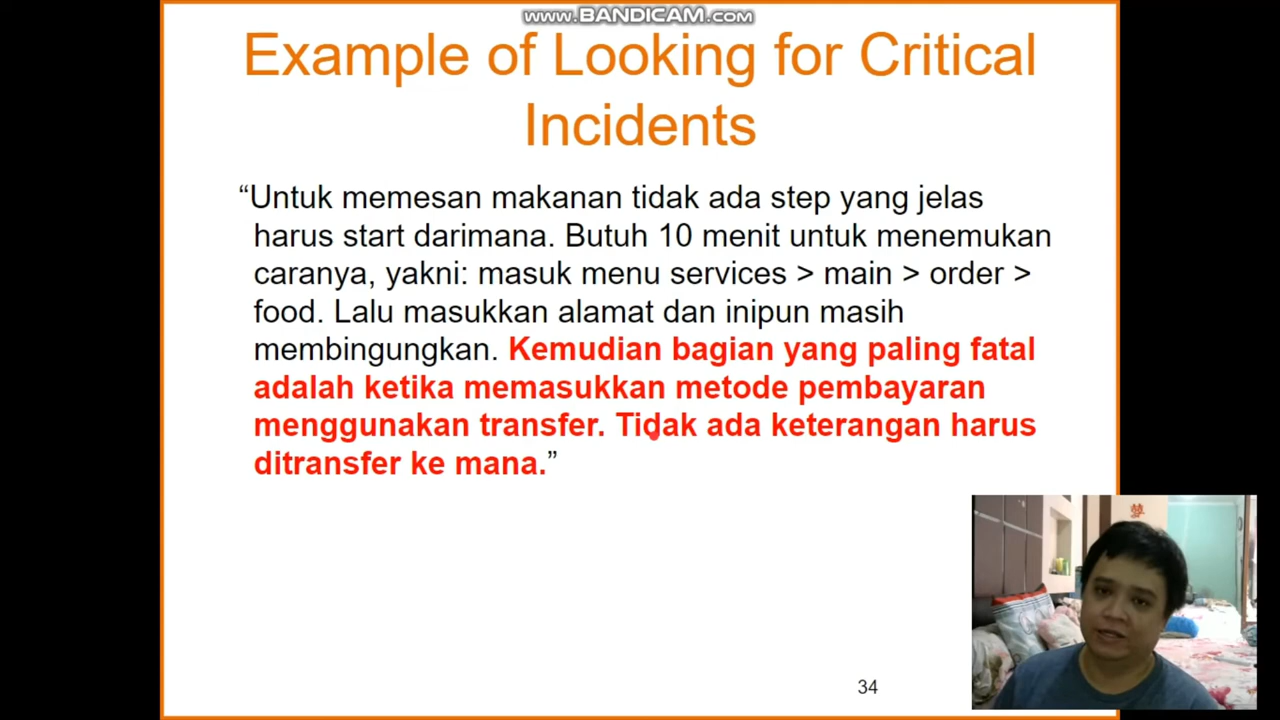 www.BANDICAM.com
Example of Looking for Critical
Incidents
“Untuk memesan makanan tidak ada step yang jelas
harus start darimana. Butuh 10 menit untuk menemukan
caranya, yakni: masuk menu services > main > order >
food. Lalu masukkan alamat dan inipun masih
membingungkan. Kemudian bagian yang paling fatal
adalah ketika memasukkan metode pembayaran
menggunakan transfer. Tidak ada keterangan harus
ditransfer ke mana.”
34